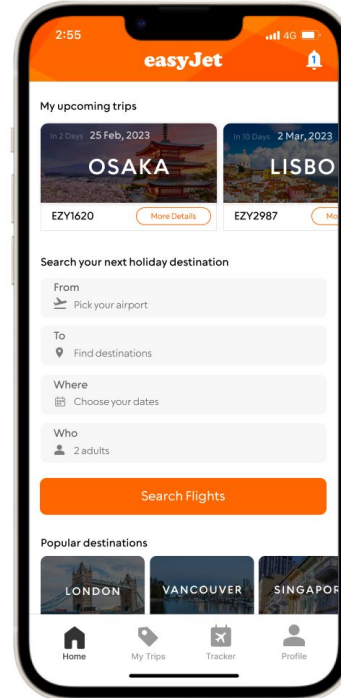 2:55
4G
easyJet
1
My upcoming trips
In 2 Days 25 Feb, 2023
OSAKA
EZY1620
More Details
In 10 Days 2 Mar, 2023
LISBO
EZY2987
Mo
Search your next holiday destination
From
Pick your airport
To
Find destinations
Where
Choose your dates
Who
2 adults
Search Flights
Popular destinations
LONDON
VANCOUVER
SINGAPOR
Home
My Trips
Tracker
Profile